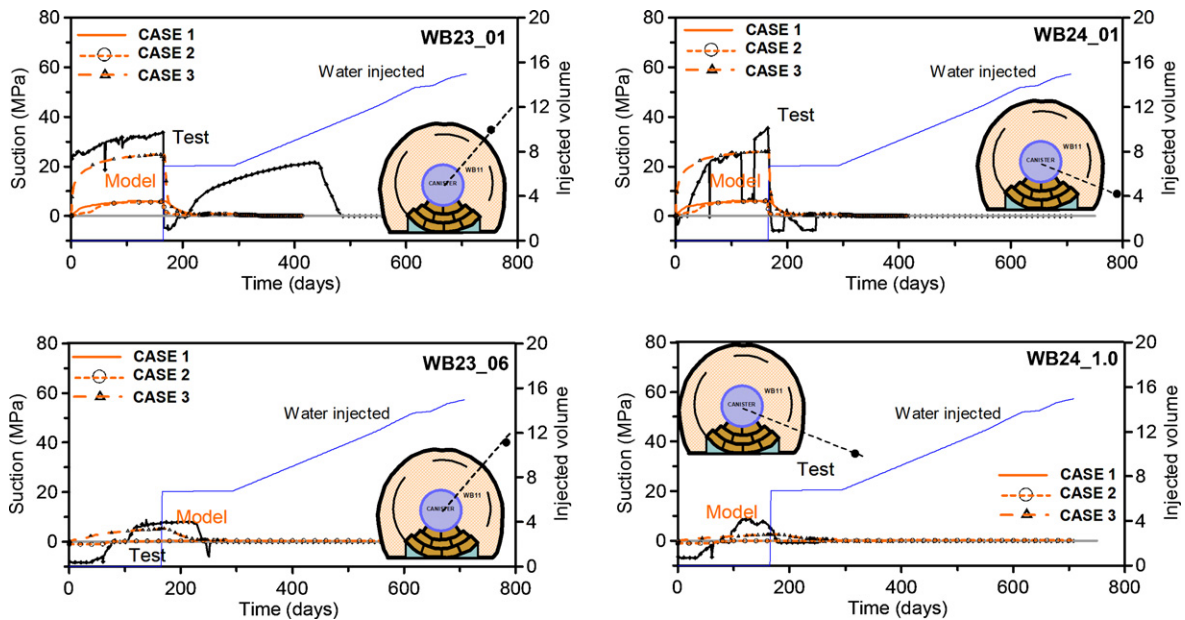 WB23_01
CASE 1
CASE 2
CASE 3
Water injected
Test
Model
WB11
CANISTER
Suction (MPa)
80
60
40
20
0
Injected volume
20
16
12
8
4
0
0 200 400 600 800
Time (days)
WB24_01
CASE 1
CASE 2
CASE 3
Water injected
Test
Model
WB11
CANISTER
Suction (MPa)
80
60
40
20
0
Injected volume
20
16
12
8
4
0
0 200 400 600 800
Time (days)
WB23_06
CASE 1
CASE 2
CASE 3
Water injected
Model
Test
WB11
CANISTER
Suction (MPa)
80
60
40
20
0
Injected volume
20
16
12
8
4
0
0 200 400 600 800
Time (days)
WB24_1.0
WB11
CANISTER
Water injected
Test
Model
CASE 1
CASE 2
CASE 3
Suction (MPa)
80
60
40
20
0
Injected volume
20
16
12
8
4
0
0 200 400 600 800
Time (days)